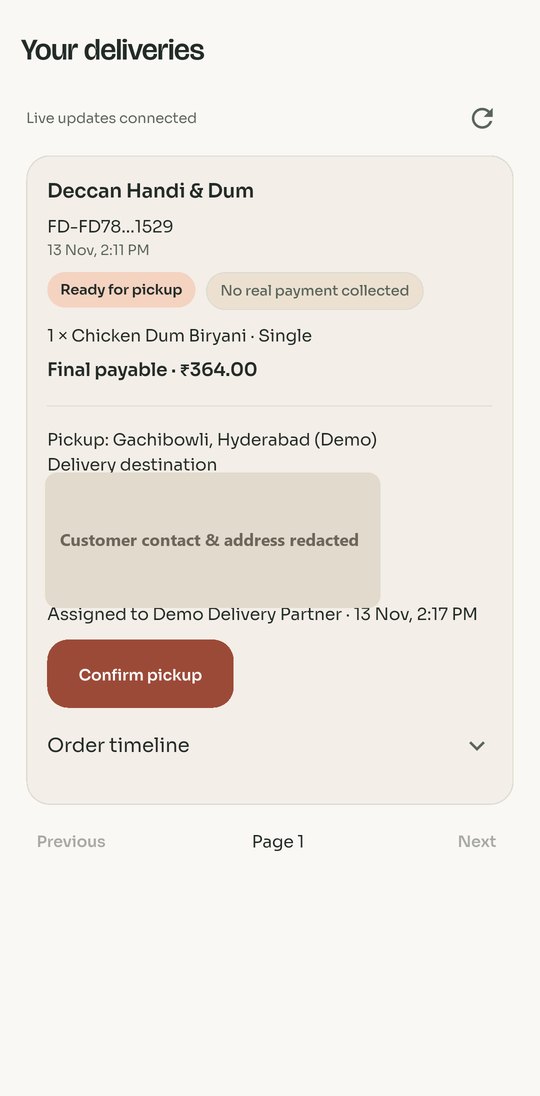 Your deliveries
Live updates connected
Deccan Handi & Dum
FD-FD78...1529
13 Nov, 2:11 PM
Ready for pickup
No real payment collected
1 × Chicken Dum Biryani · Single
Final payable · ₹364.00
Pickup: Gachibowli, Hyderabad (Demo)
Delivery destination
Customer contact & address redacted
Assigned to Demo Delivery Partner · 13 Nov, 2:17 PM
Confirm pickup
Order timeline
Previous
Page 1
Next